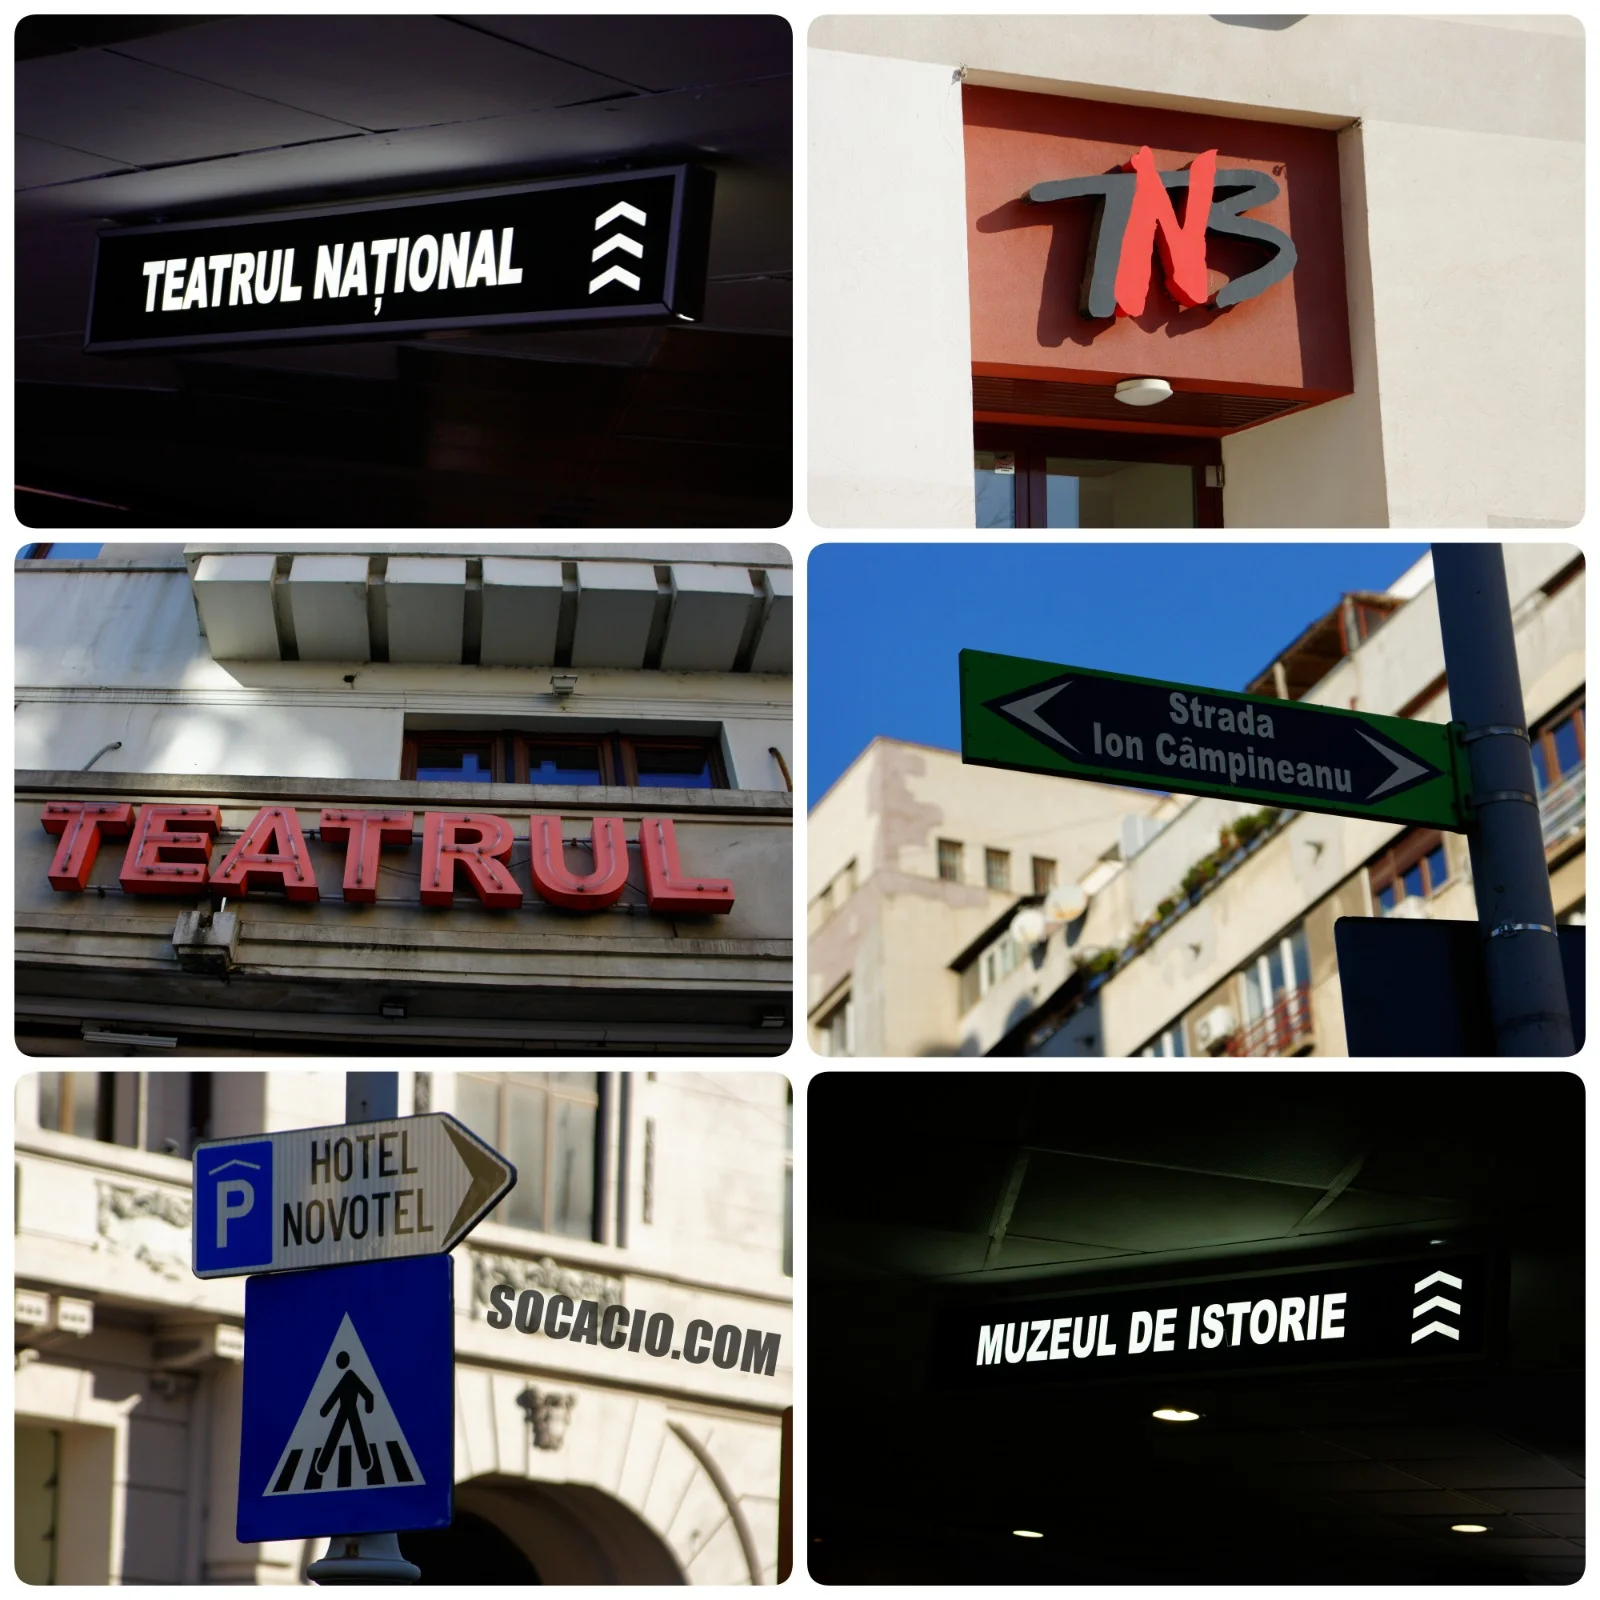 TEATRUL NAȚIONAL
TNB
TEATRUL
Strada
Ion Câmpineanu
P
HOTEL
NOVOTEL
SOCACIO.COM
MUZEUL DE ISTORIE